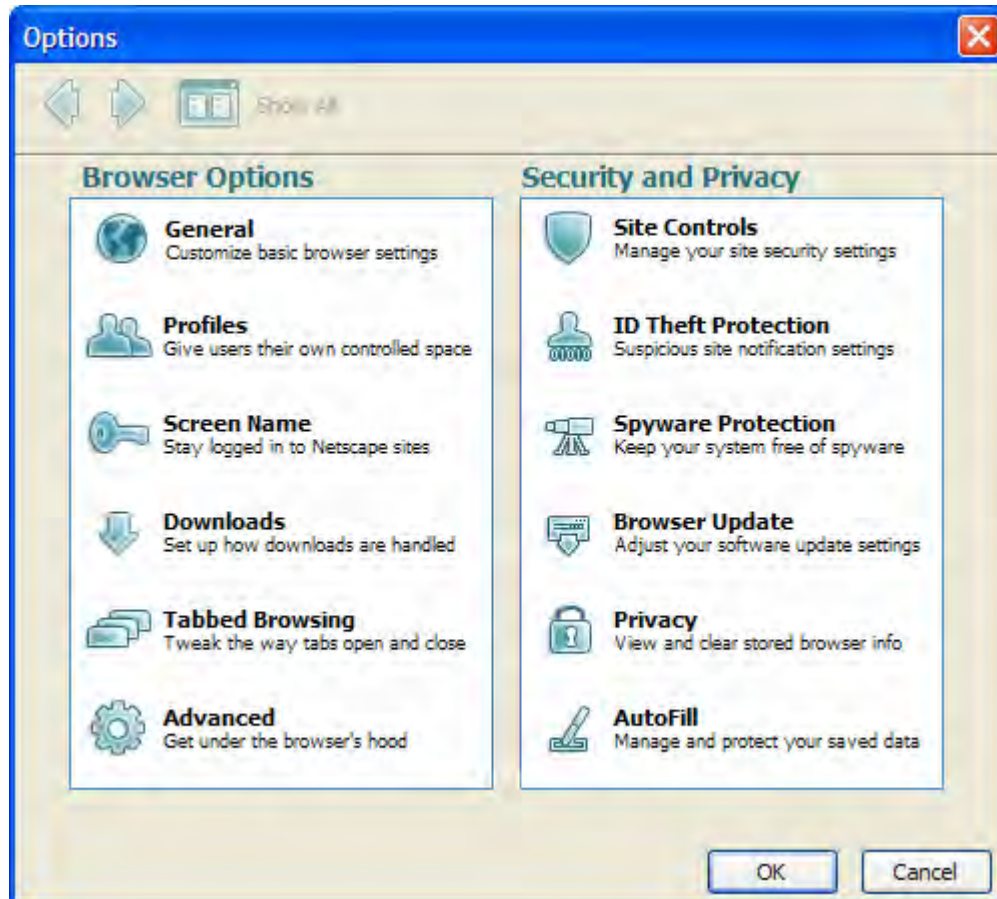 Options
Show All
Browser Options
General
Customize basic browser settings
Profiles
Give users their own controlled space
Screen Name
Stay logged in to Netscape sites
Downloads
Set up how downloads are handled
Tabbed Browsing
Tweak the way tabs open and close
Advanced
Get under the browser's hood
Security and Privacy
Site Controls
Manage your site security settings
ID Theft Protection
Suspicious site notification settings
Spyware Protection
Keep your system free of spyware
Browser Update
Adjust your software update settings
Privacy
View and clear stored browser info
AutoFill
Manage and protect your saved data
OK
Cancel